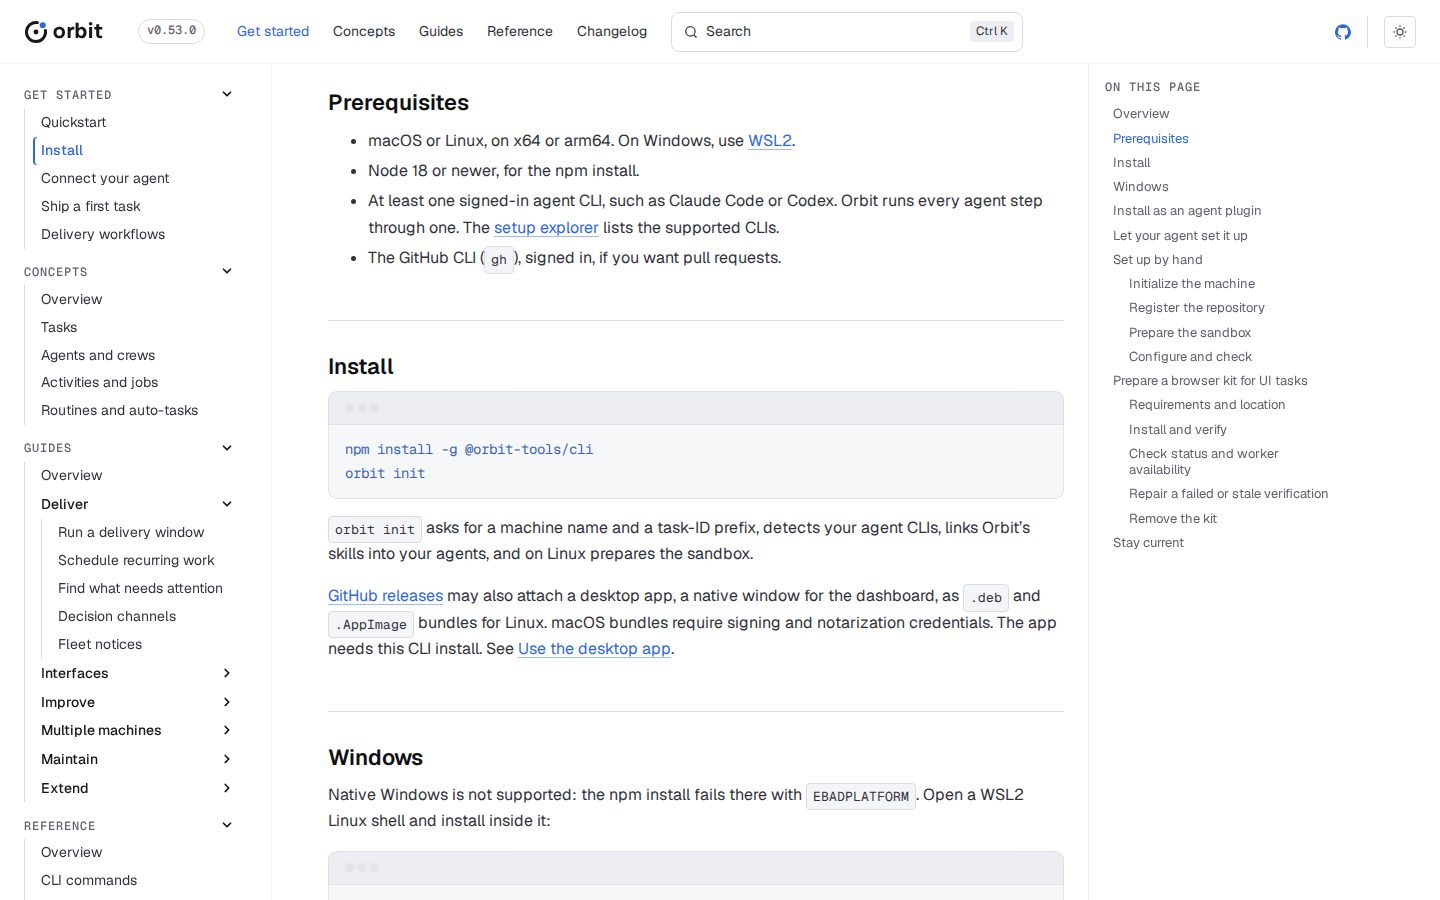 orbit
v0.53.0
Get started
Concepts
Guides
Reference
Changelog
Search
Ctrl K
GET STARTED
Quickstart
Install
Connect your agent
Ship a first task
Delivery workflows
CONCEPTS
Overview
Tasks
Agents and crews
Activities and jobs
Routines and auto-tasks
GUIDES
Overview
Deliver
Run a delivery window
Schedule recurring work
Find what needs attention
Decision channels
Fleet notices
Interfaces
Improve
Multiple machines
Maintain
Extend
REFERENCE
Overview
CLI commands
Prerequisites
macOS or Linux, on x64 or arm64. On Windows, use WSL2.
Node 18 or newer, for the npm install.
At least one signed-in agent CLI, such as Claude Code or Codex. Orbit runs every agent step
through one. The setup explorer lists the supported CLIs.
The GitHub CLI (gh), signed in, if you want pull requests.
Install
npm install -g @orbit-tools/cli
orbit init
orbit init asks for a machine name and a task-ID prefix, detects your agent CLIs, links Orbit’s
skills into your agents, and on Linux prepares the sandbox.
GitHub releases may also attach a desktop app, a native window for the dashboard, as .deb and
.AppImage bundles for Linux. macOS bundles require signing and notarization credentials. The app
needs this CLI install. See Use the desktop app.
Windows
Native Windows is not supported: the npm install fails there with EBADPLATFORM. Open a WSL2
Linux shell and install inside it:
ON THIS PAGE
Overview
Prerequisites
Install
Windows
Install as an agent plugin
Let your agent set it up
Set up by hand
Initialize the machine
Register the repository
Prepare the sandbox
Configure and check
Prepare a browser kit for UI tasks
Requirements and location
Install and verify
Check status and worker
availability
Repair a failed or stale verification
Remove the kit
Stay current